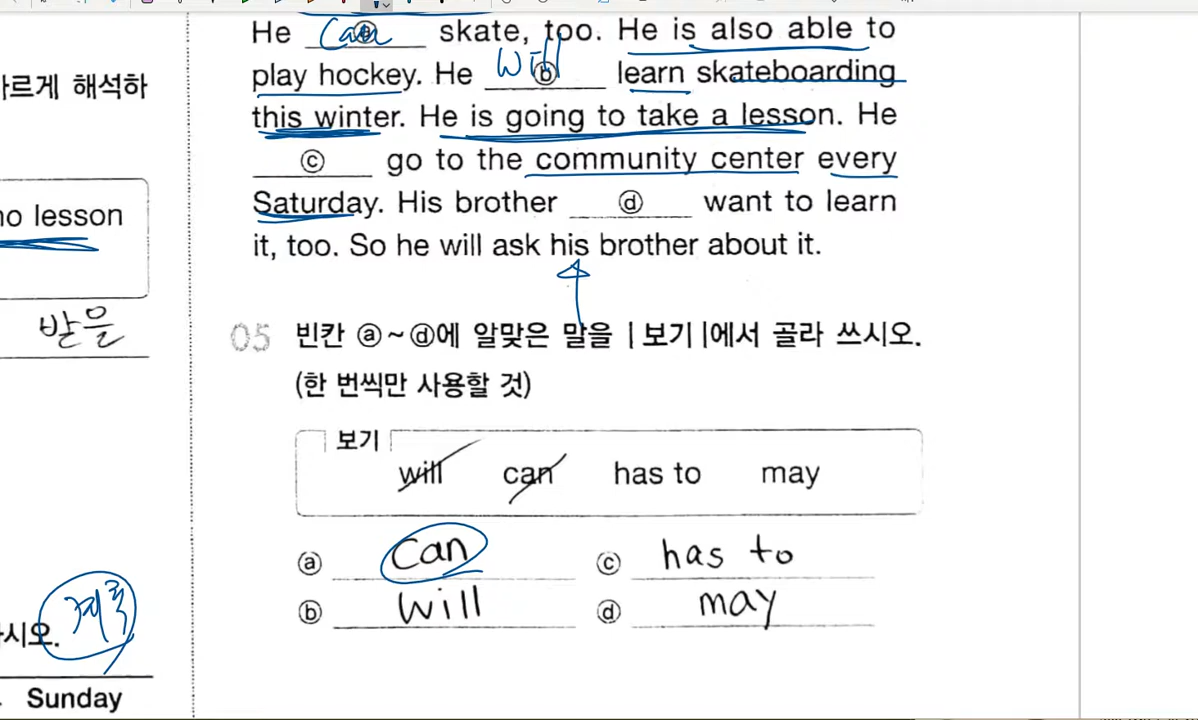 He ⓐ can skate, too. He is also able to
play hockey. He ⓑ will learn skateboarding
this winter. He is going to take a lesson. He
ⓒ go to the community center every
Saturday. His brother ⓓ want to learn
it, too. So he will ask his brother about it.
바르게 해석하
no lesson
받을
05 빈칸 ⓐ~ⓓ에 알맞은 말을 |보기|에서 골라 쓰시오.
(한 번씩만 사용할 것)
보기
will can has to may
ⓐ can ⓒ has to
ⓑ will ⓓ may
계획
시오.
Sunday